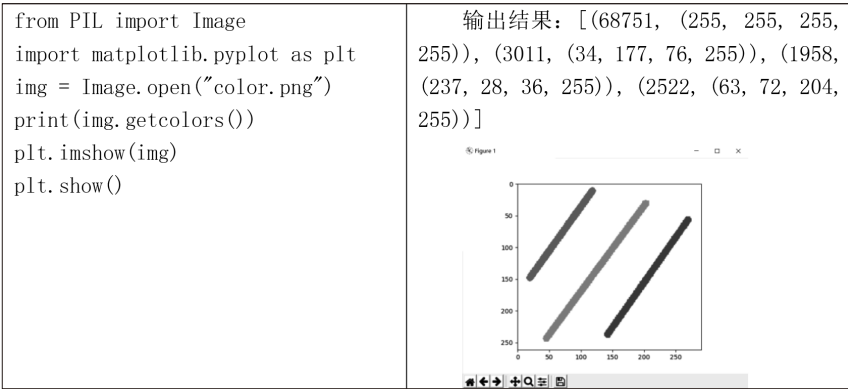 from PIL import Image
import matplotlib.pyplot as plt
img = Image.open("color.png")
print(img.getcolors())
plt.imshow(img)
plt.show()
输出结果：[(68751, (255, 255, 255,
255)), (3011, (34, 177, 76, 255)), (1958,
(237, 28, 36, 255)), (2522, (63, 72, 204,
255))]
Figure 1
0
50
100
150
200
250
0 50 100 150 200 250